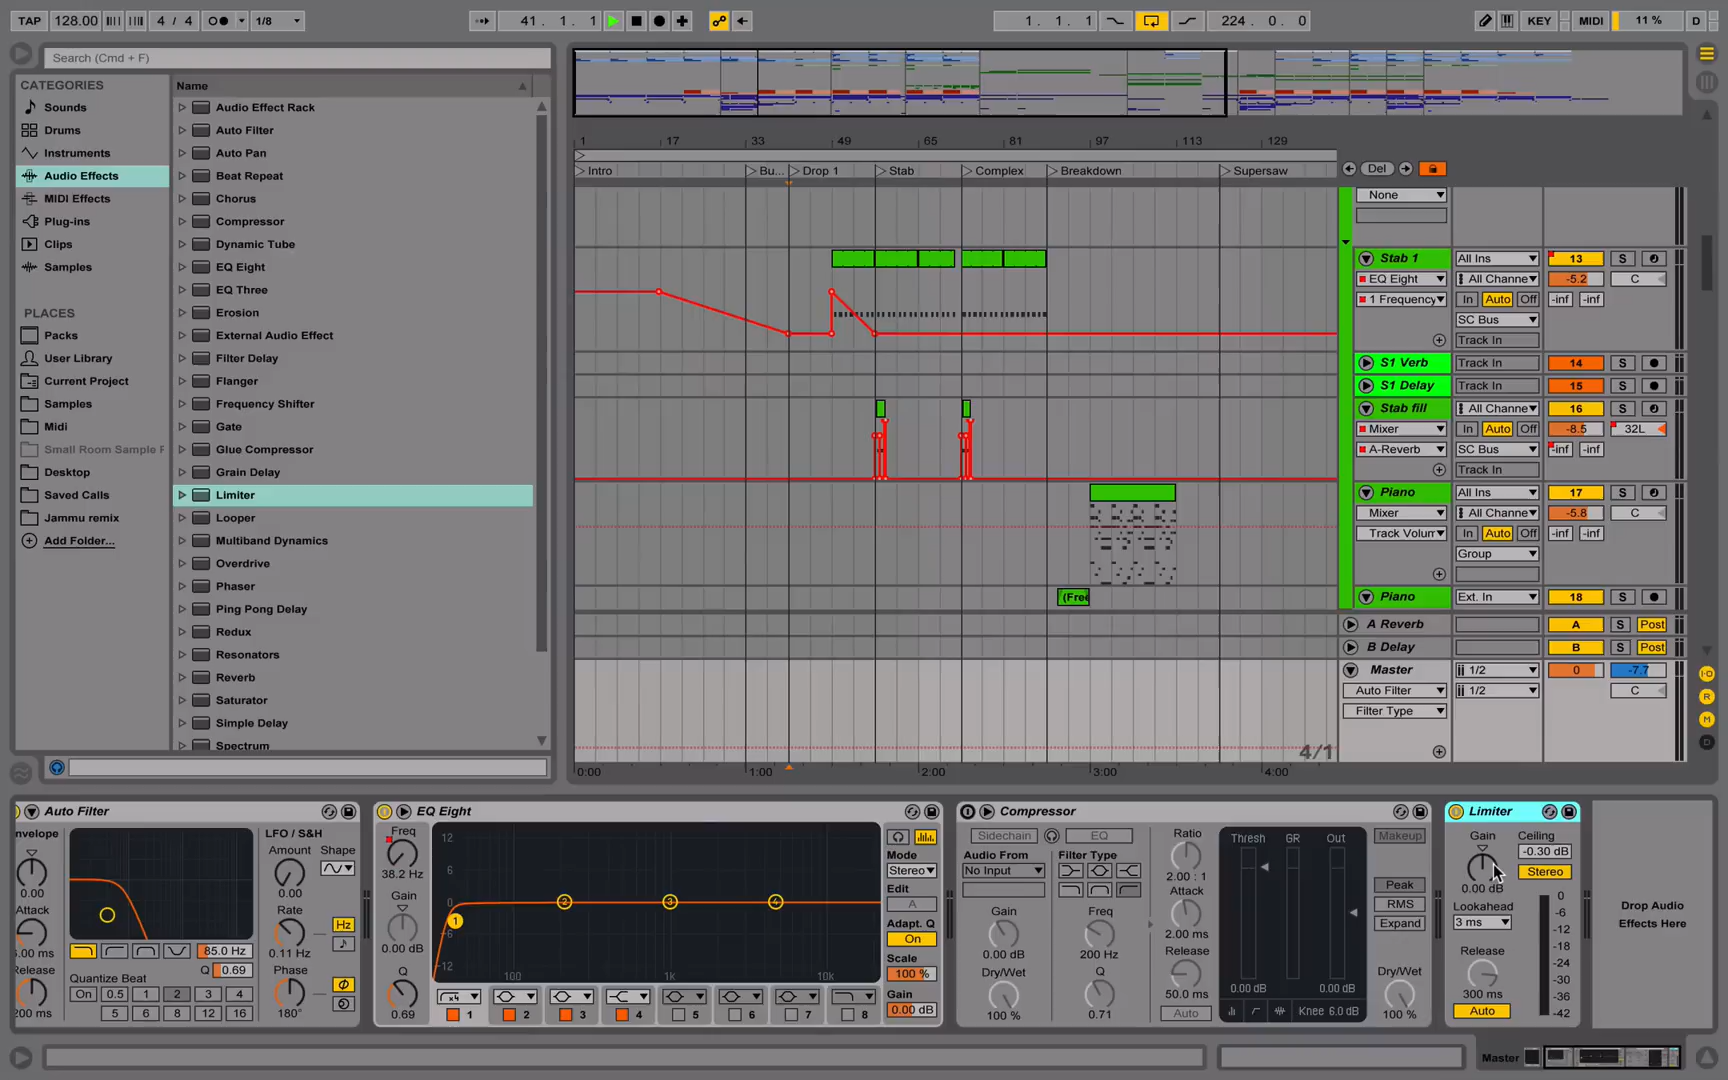 TAP 128.00 4 / 4 1/8 41. 1. 1 1. 1. 1 224. 0. 0 KEY MIDI 11 % D
Search (Cmd + F)
CATEGORIES
Sounds
Drums
Instruments
Audio Effects
MIDI Effects
Plug-ins
Clips
Samples
PLACES
Packs
User Library
Current Project
Samples
Midi
Small Room Sample F
Desktop
Saved Calls
Jammu remix
Add Folder...
Name
Audio Effect Rack
Auto Filter
Auto Pan
Beat Repeat
Chorus
Compressor
Dynamic Tube
EQ Eight
EQ Three
Erosion
External Audio Effect
Filter Delay
Flanger
Frequency Shifter
Gate
Glue Compressor
Grain Delay
Limiter
Looper
Multiband Dynamics
Overdrive
Phaser
Ping Pong Delay
Redux
Resonators
Reverb
Saturator
Simple Delay
Spectrum
1 17 33 49 65 81 97 113 129
Intro Bu... Drop 1 Stab Complex Breakdown Supersaw Del
None
Stab 1 All Ins 13 S
EQ Eight All Channe -5.2 C
1 Frequency In Auto Off -inf -inf
SC Bus
Track In
S1 Verb Track In 14 S
S1 Delay Track In 15 S
Stab fill All Channe 16 S
Mixer In Auto Off -8.5 32L
A-Reverb SC Bus -inf -inf
Track In
Piano All Ins 17 S
Mixer All Channe -5.8 C
Track Volum In Auto Off -inf -inf
Group
(Free Piano Ext. In 18 S
A Reverb A S Post
B Delay B S Post
Master 1/2 0 -7.7
Auto Filter 1/2 C
Filter Type
4/1
0:00 1:00 2:00 3:00 4:00
Auto Filter
nvelope
0.00
Attack
6.00 ms
Release
200 ms
85.0 Hz
Q 0.69
Quantize Beat
On 0.5 1 2 3 4
5 6 8 12 16
LFO / S&H
Amount Shape
0.00
Rate Hz
0.11 Hz
Phase
180°
EQ Eight
Freq
38.2 Hz
Gain
0.00 dB
Q
0.69
12
6
0
-6
-12
100 1k 10k
1 2 3 4
1 2 3 4 5 6 7 8
Mode
Stereo
Edit
A
Adapt. Q
On
Scale
100 %
Gain
0.00 dB
Compressor
Sidechain EQ
Audio From Filter Type
No Input
Gain Freq
0.00 dB 200 Hz
Dry/Wet Q
100 % 0.71
Ratio
2.00 : 1
Attack
2.00 ms
Release
50.0 ms
Auto
Thresh GR Out
0.00 dB 0.00 dB
Knee 6.0 dB
Makeup
Peak
RMS
Expand
Dry/Wet
100 %
Limiter
Gain Ceiling
-0.30 dB
0.00 dB Stereo
Lookahead
3 ms
Release
300 ms
Auto
0
-6
-12
-18
-24
-30
-36
-42
Drop Audio
Effects Here
Master